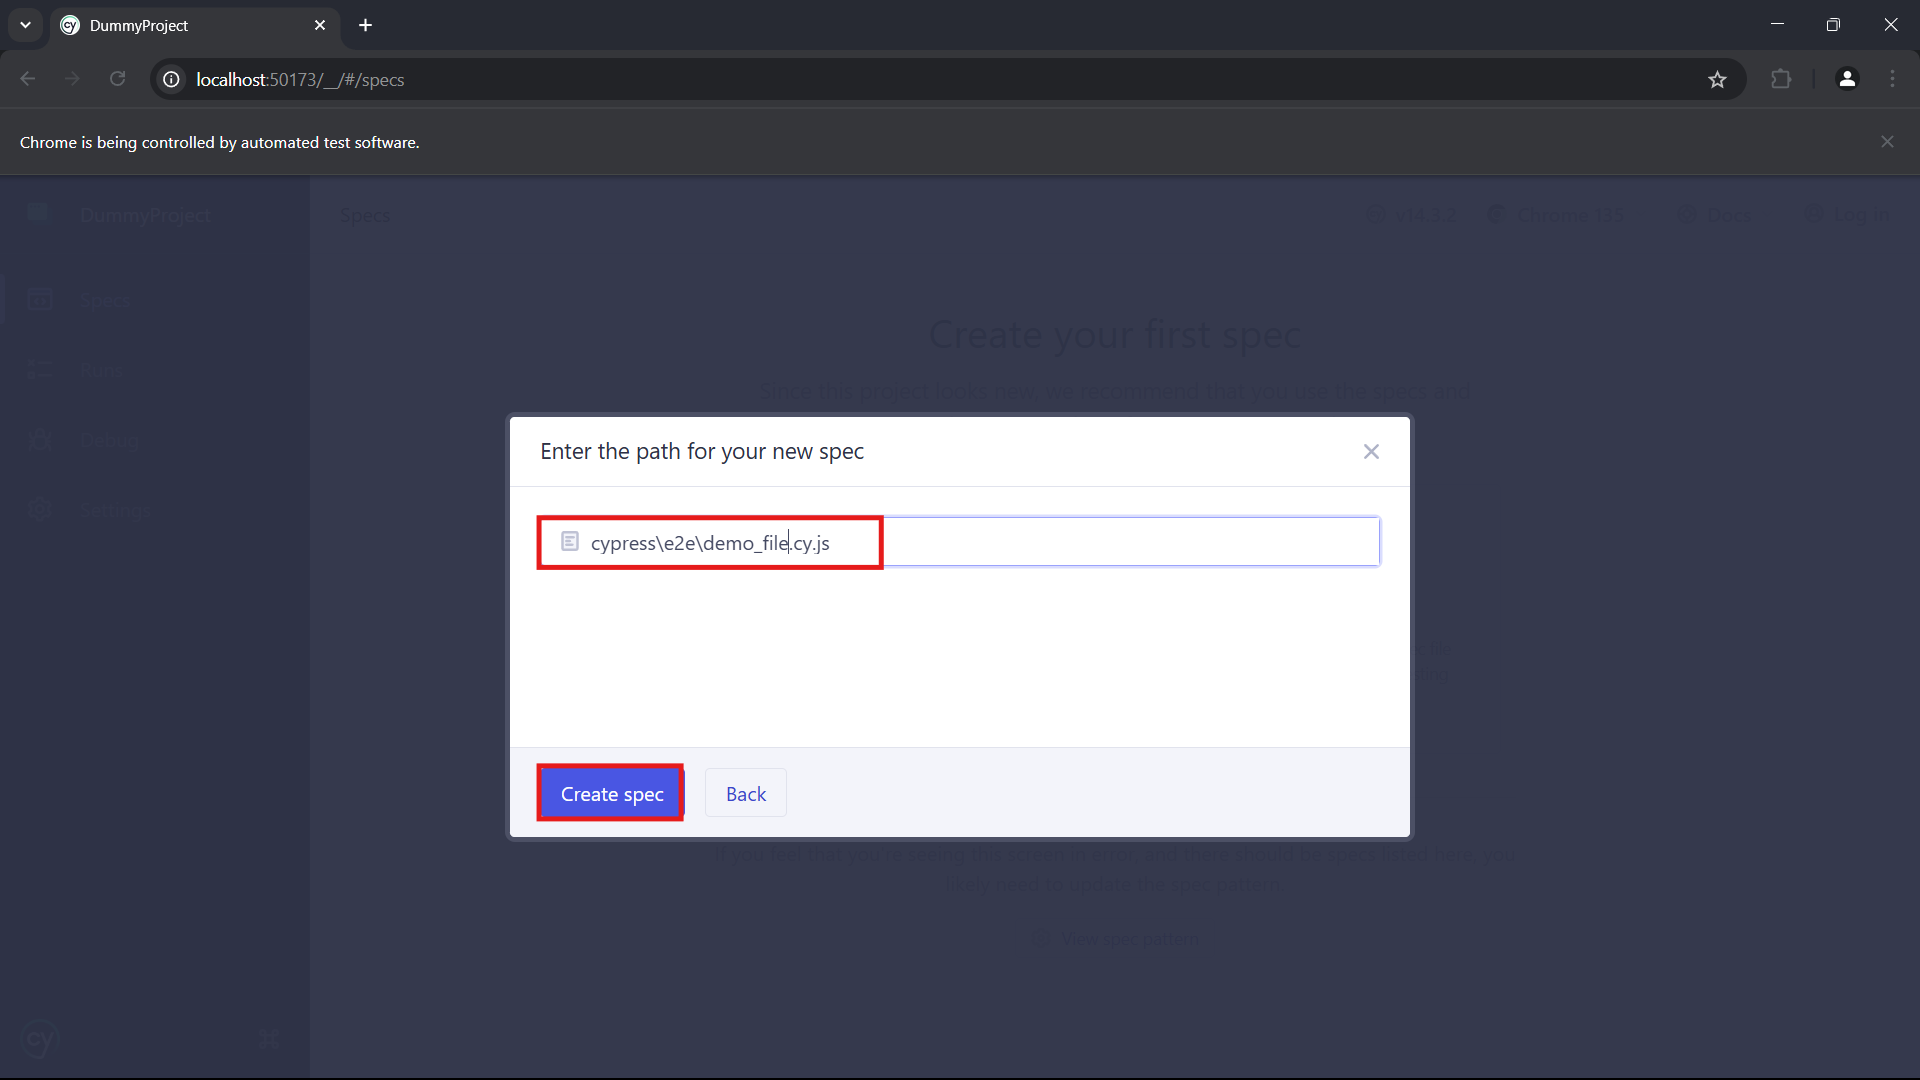 DummyProject
localhost:50173/__/#/specs
Chrome is being controlled by automated test software.
DummyProject
Specs
v14.3.2
Chrome 135
Docs
Log in
Specs
Runs
Debug
Settings
Create your first spec
Since this project looks new, we recommend that you use the specs and
Enter the path for your new spec
cypress\e2e\demo_file.cy.js
Create spec
Back
If you feel that you're seeing this screen in error, and there should be specs listed here, you
likely need to update the spec pattern.
View spec pattern
cy